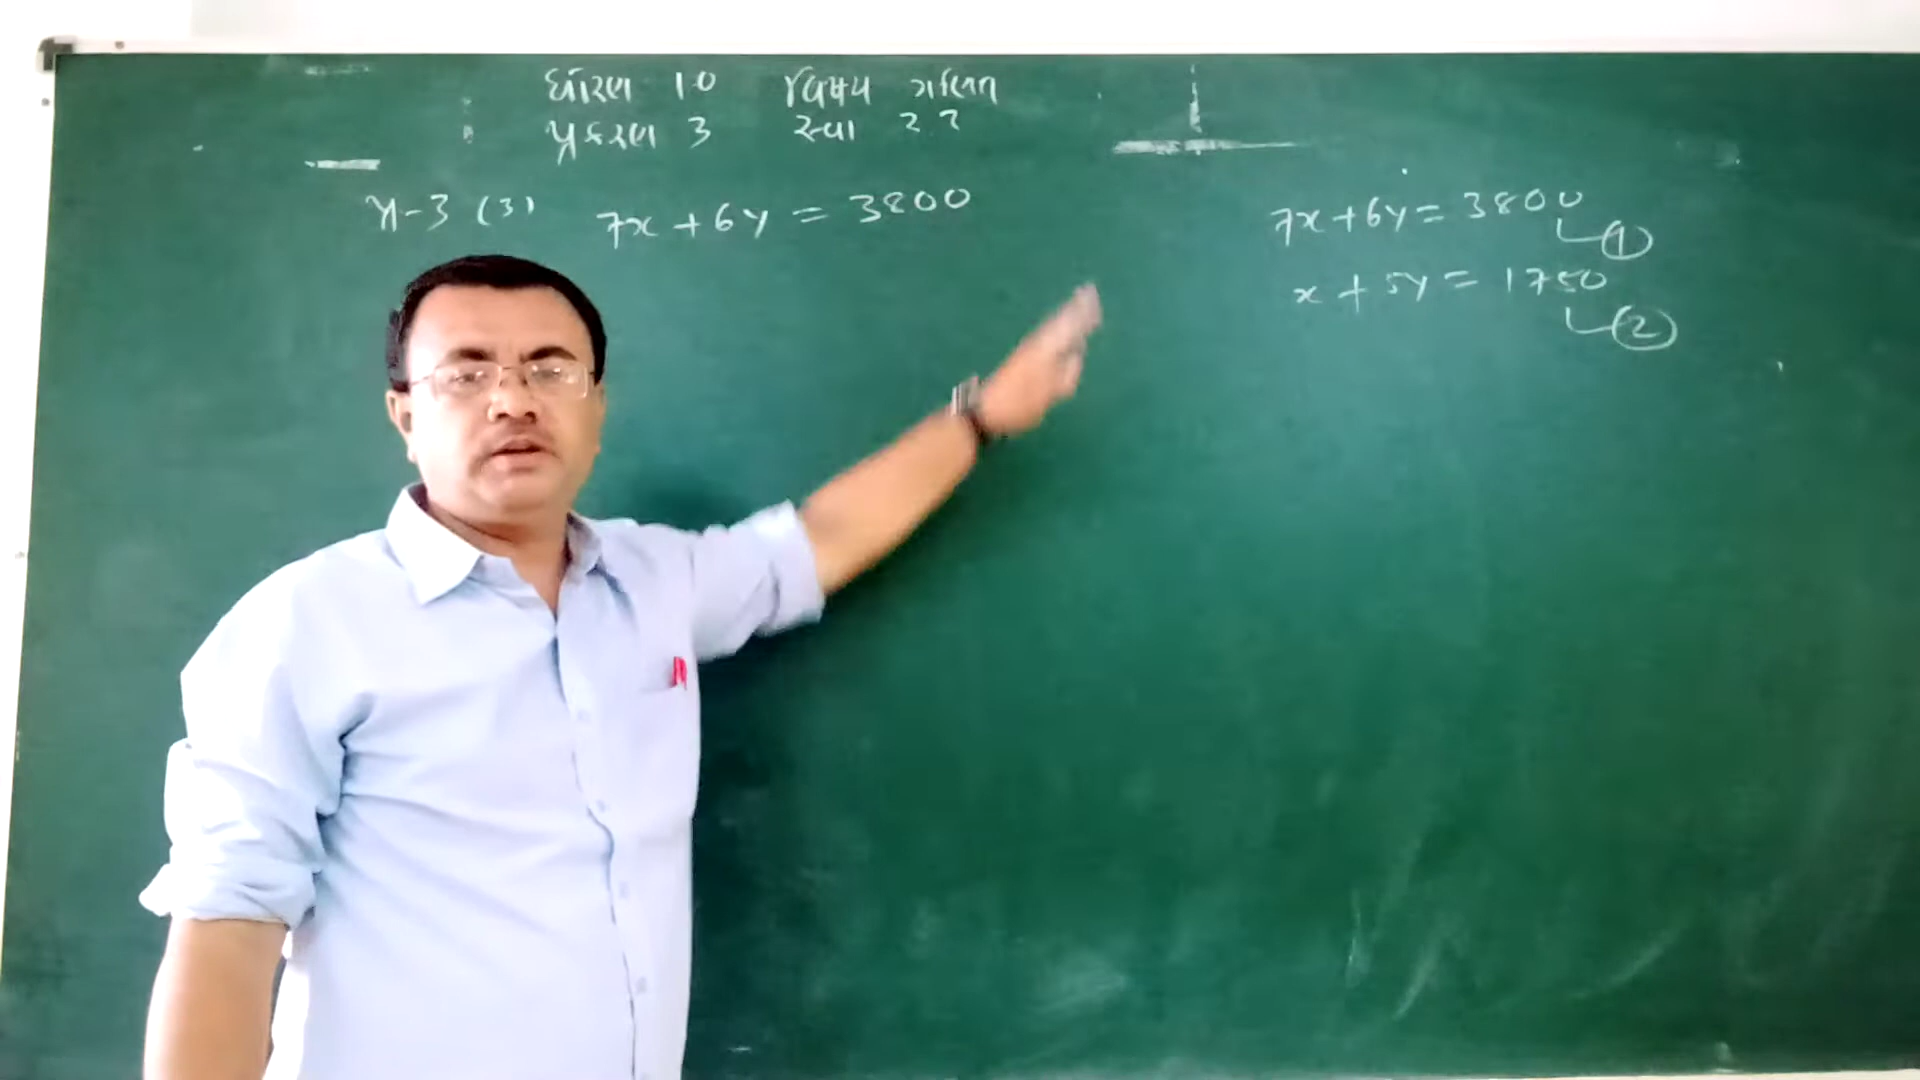 ધોરણ 10 વિષય ગણિત
પ્રકરણ 3 સ્વા 3.2
પ્ર-3 (3) 7x + 6y = 3800
7x + 6y = 3800
①
x + 5y = 1750
②